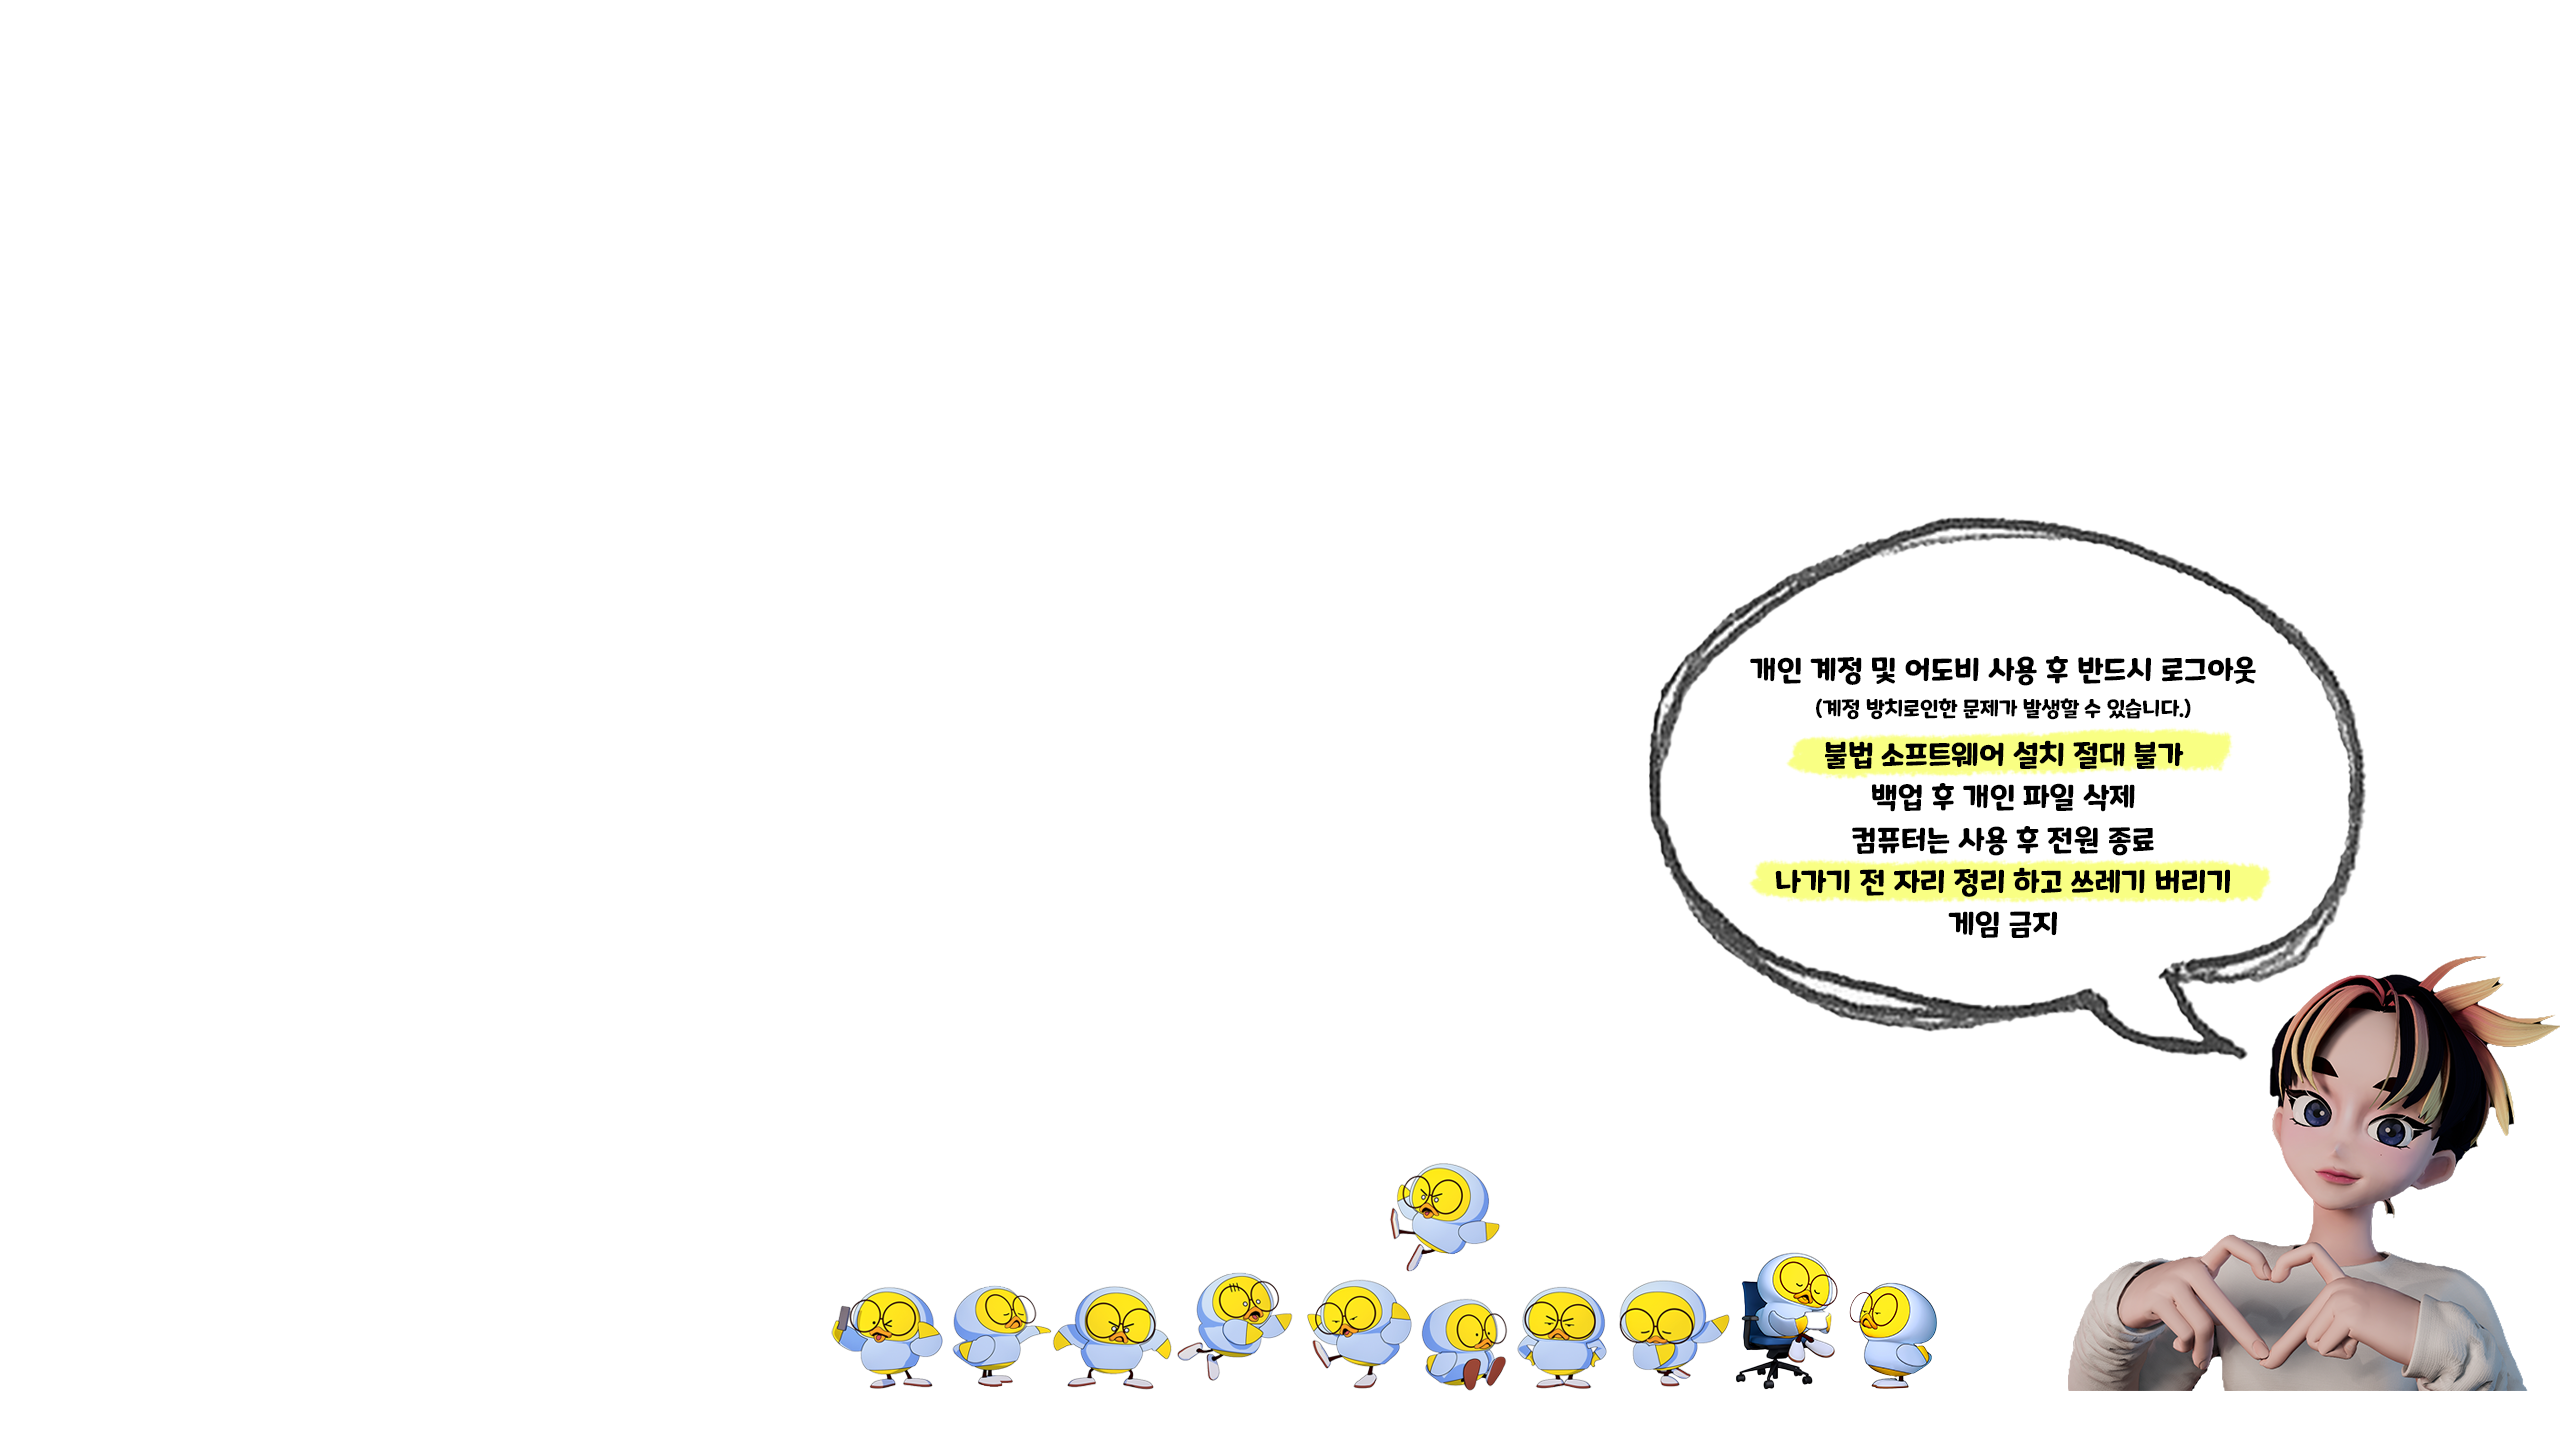 개인 계정 및 어도비 사용 후 반드시 로그아웃
(계정 방치로인한 문제가 발생할 수 있습니다.)
불법 소프트웨어 설치 절대 불가
백업 후 개인 파일 삭제
컴퓨터는 사용 후 전원 종료
나가기 전 자리 정리 하고 쓰레기 버리기
게임 금지